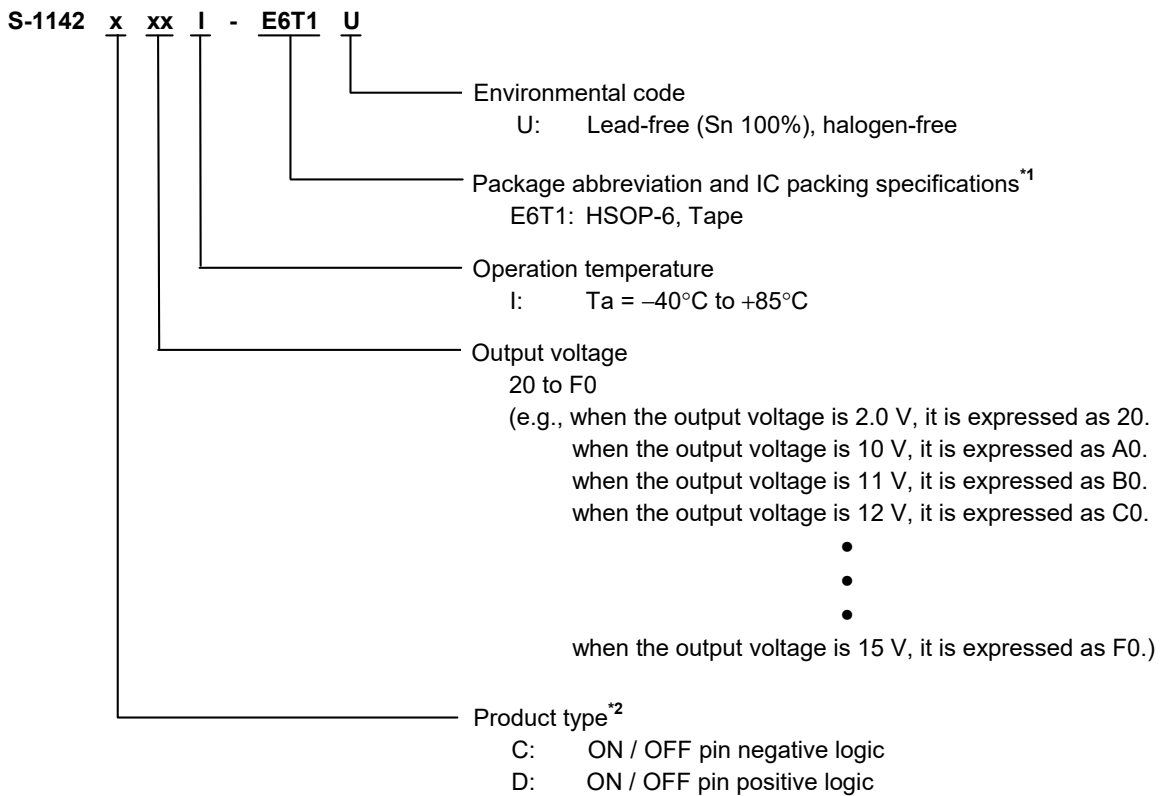 S-1142 x xx I - E6T1 U
Environmental code
U: Lead-free (Sn 100%), halogen-free
Package abbreviation and IC packing specifications*1
E6T1: HSOP-6, Tape
Operation temperature
I: Ta = −40°C to +85°C
Output voltage
20 to F0
(e.g., when the output voltage is 2.0 V, it is expressed as 20.
when the output voltage is 10 V, it is expressed as A0.
when the output voltage is 11 V, it is expressed as B0.
when the output voltage is 12 V, it is expressed as C0.
•
•
•
when the output voltage is 15 V, it is expressed as F0.)
Product type*2
C: ON / OFF pin negative logic
D: ON / OFF pin positive logic